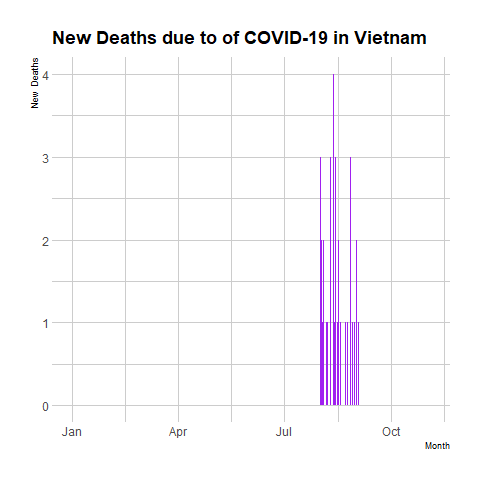 New Deaths due to of COVID-19 in Vietnam
New Deaths
4
3
2
1
0
Jan Apr Jul Oct
Month